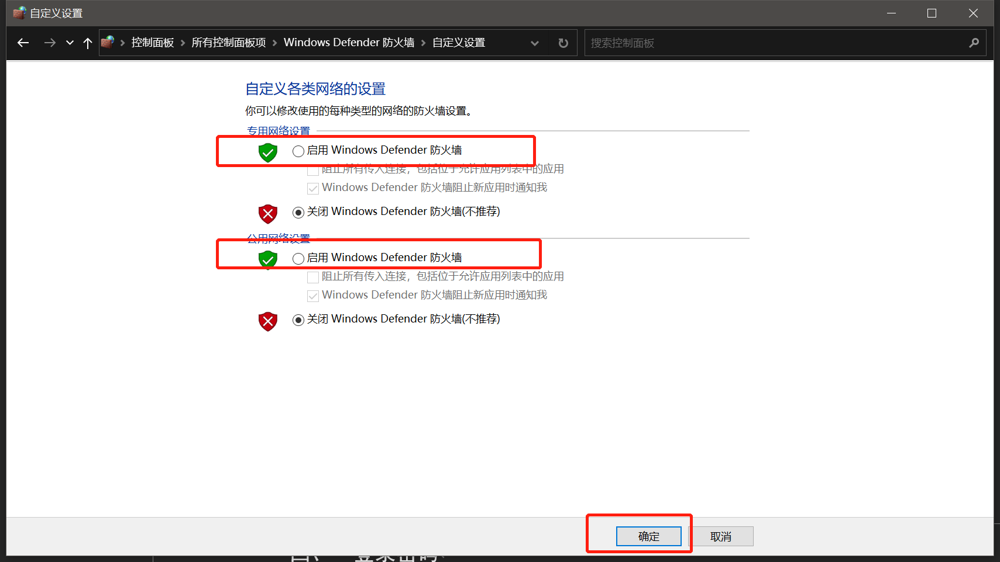 自定义设置
控制面板 所有控制面板项 Windows Defender 防火墙 自定义设置
搜索控制面板
自定义各类网络的设置
你可以修改使用的每种类型的网络的防火墙设置。
专用网络设置
启用 Windows Defender 防火墙
阻止所有传入连接，包括位于允许应用列表中的应用
Windows Defender 防火墙阻止新应用时通知我
关闭 Windows Defender 防火墙(不推荐)
公用网络设置
启用 Windows Defender 防火墙
阻止所有传入连接，包括位于允许应用列表中的应用
Windows Defender 防火墙阻止新应用时通知我
关闭 Windows Defender 防火墙(不推荐)
确定
取消